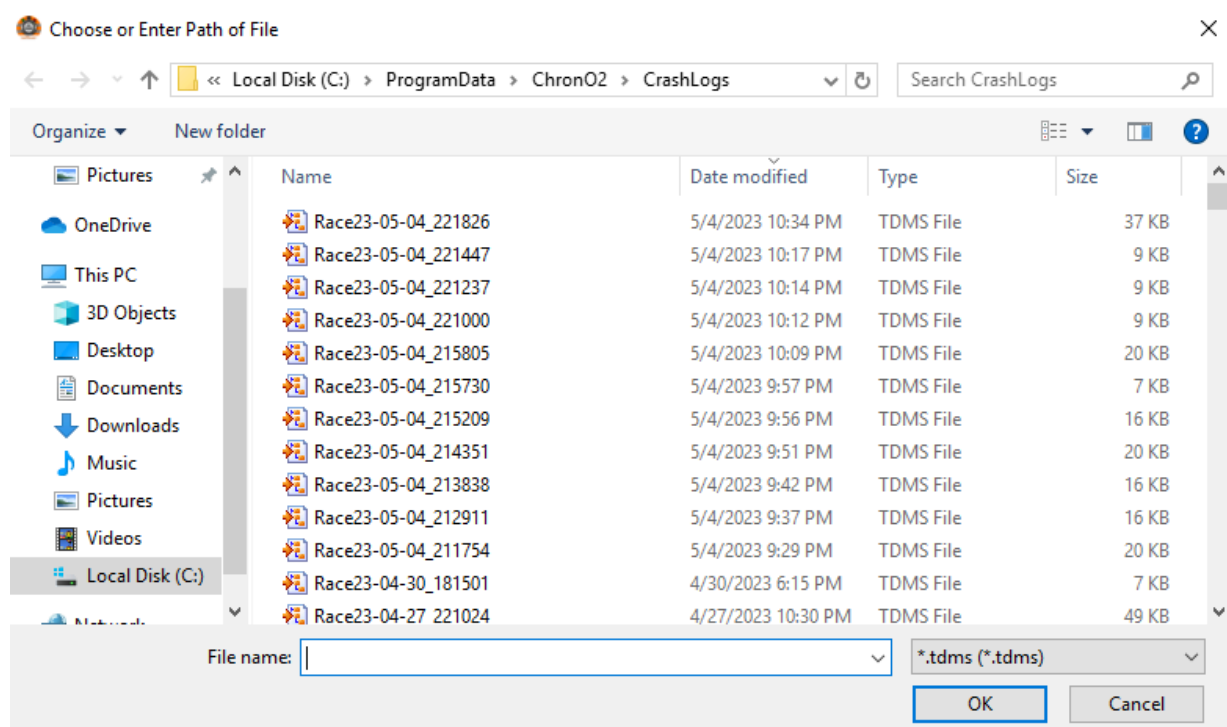 Choose or Enter Path of File
« Local Disk (C:) > ProgramData > ChronO2 > CrashLogs
Search CrashLogs
Organize New folder
?
Pictures
OneDrive
This PC
3D Objects
Desktop
Documents
Downloads
Music
Pictures
Videos
Local Disk (C:)
Network
Name Date modified Type Size
Race23-05-04_221826 5/4/2023 10:34 PM TDMS File 37 KB
Race23-05-04_221447 5/4/2023 10:17 PM TDMS File 9 KB
Race23-05-04_221237 5/4/2023 10:14 PM TDMS File 9 KB
Race23-05-04_221000 5/4/2023 10:12 PM TDMS File 9 KB
Race23-05-04_215805 5/4/2023 10:09 PM TDMS File 20 KB
Race23-05-04_215730 5/4/2023 9:57 PM TDMS File 7 KB
Race23-05-04_215209 5/4/2023 9:56 PM TDMS File 16 KB
Race23-05-04_214351 5/4/2023 9:51 PM TDMS File 20 KB
Race23-05-04_213838 5/4/2023 9:42 PM TDMS File 16 KB
Race23-05-04_212911 5/4/2023 9:37 PM TDMS File 16 KB
Race23-05-04_211754 5/4/2023 9:29 PM TDMS File 20 KB
Race23-04-30_181501 4/30/2023 6:15 PM TDMS File 7 KB
Race23-04-27_221024 4/27/2023 10:30 PM TDMS File 49 KB
File name:
*.tdms (*.tdms)
OK Cancel